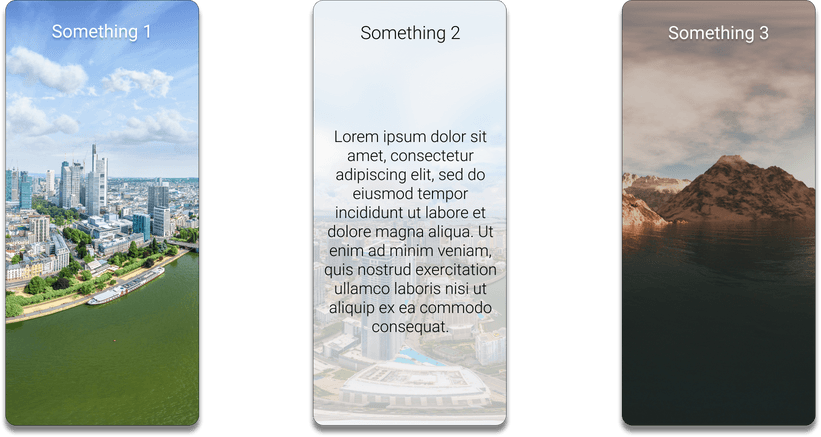 Something 1
Something 2
Lorem ipsum dolor sit
amet, consectetur
adipiscing elit, sed do
eiusmod tempor
incididunt ut labore et
dolore magna aliqua. Ut
enim ad minim veniam,
quis nostrud exercitation
ullamco laboris nisi ut
aliquip ex ea commodo
consequat.
Something 3